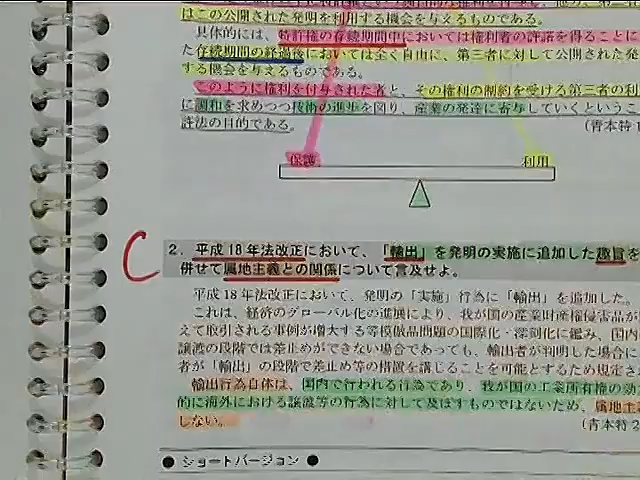 はこの公開された発明を利用する機会を与えるものである。
具体的には、特許権の存続期間中においては権利者の許諾を得ることに
た存続期間の経過後においては全く自由に、第三者に対して公開された発
する機会を与えるものである。
このように権利を付与された者と、その権利の制約を受ける第三者の利
に調和を求めつつ技術の進歩を図り、産業の発達に寄与していくというこ
許法の目的である。
(青本特1
保護
利用
C
2．平成18年法改正において、「輸出」を発明の実施に追加した趣旨を
併せて属地主義との関係について言及せよ。
平成18年法改正において、発明の「実施」行為に「輸出」を追加した。
これは、経済のグローバル化の進展により、我が国の産業財産権侵害品が
えて取引される事例が増大する等模倣品問題の国際化・深刻化に鑑み、国内
譲渡の段階では差止めができない場合であっても、輸出者が判明した場合に
者が「輸出」の段階で差止め等の措置を講じることを可能とするため規定さ
輸出行為自体は、国内で行われる行為であり、我が国の工業所有権の効
的に海外における譲渡等の行為に対して及ぼすものではないため、属地主
しない。
(青本特2
● ショートバージョン ●